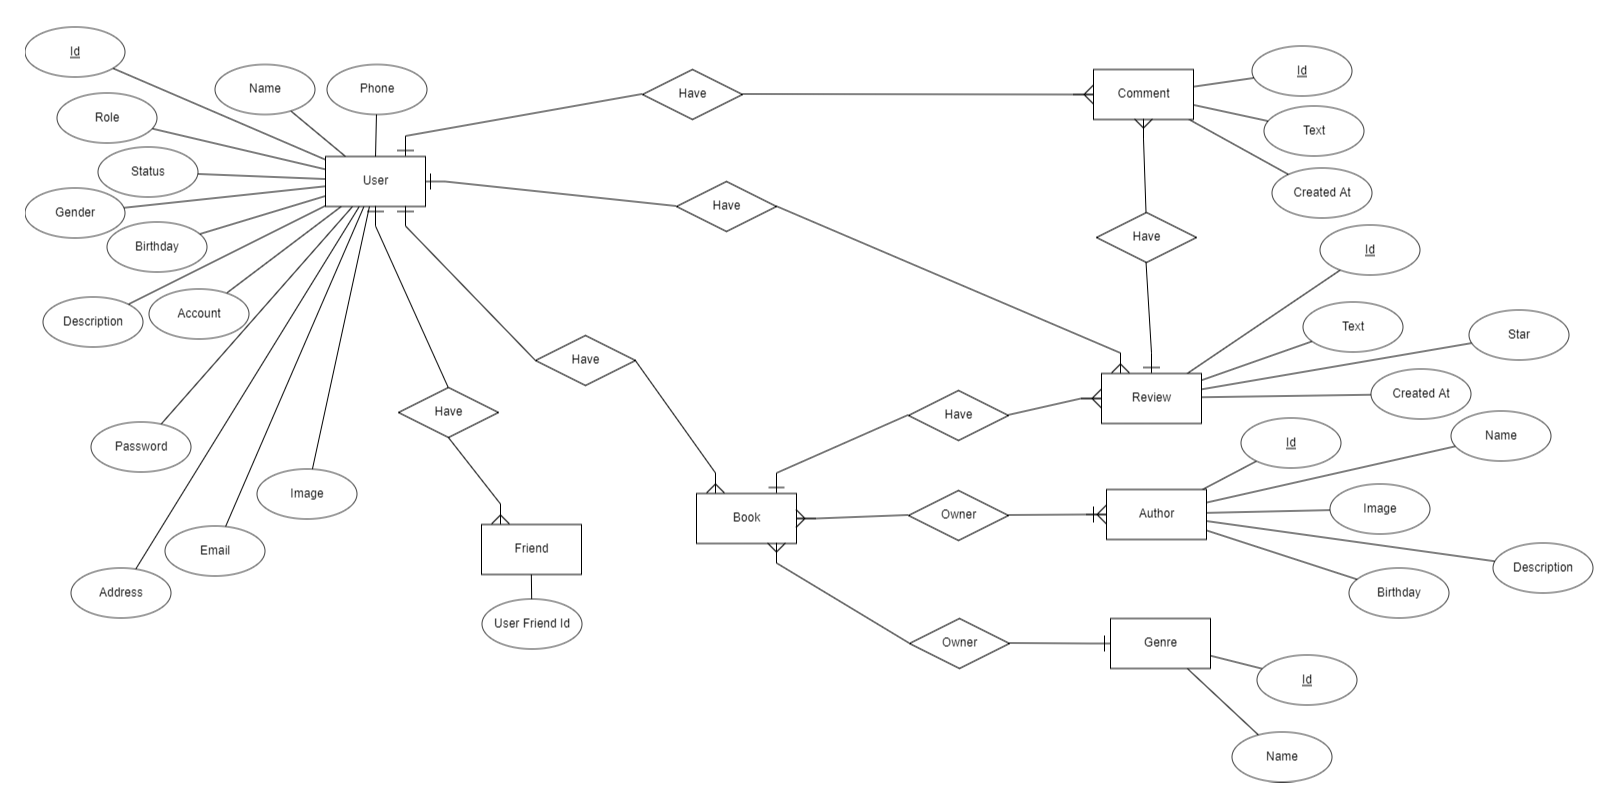 Id
Name
Phone
Role
Status
User
Gender
Birthday
Description
Account
Password
Image
Email
Address
Have
Comment
Id
Text
Created At
Have
Have
Id
Text
Star
Have
Created At
Have
Have
Review
Name
Id
Book
Owner
Author
Image
Friend
Description
Birthday
User Friend Id
Owner
Genre
Id
Name